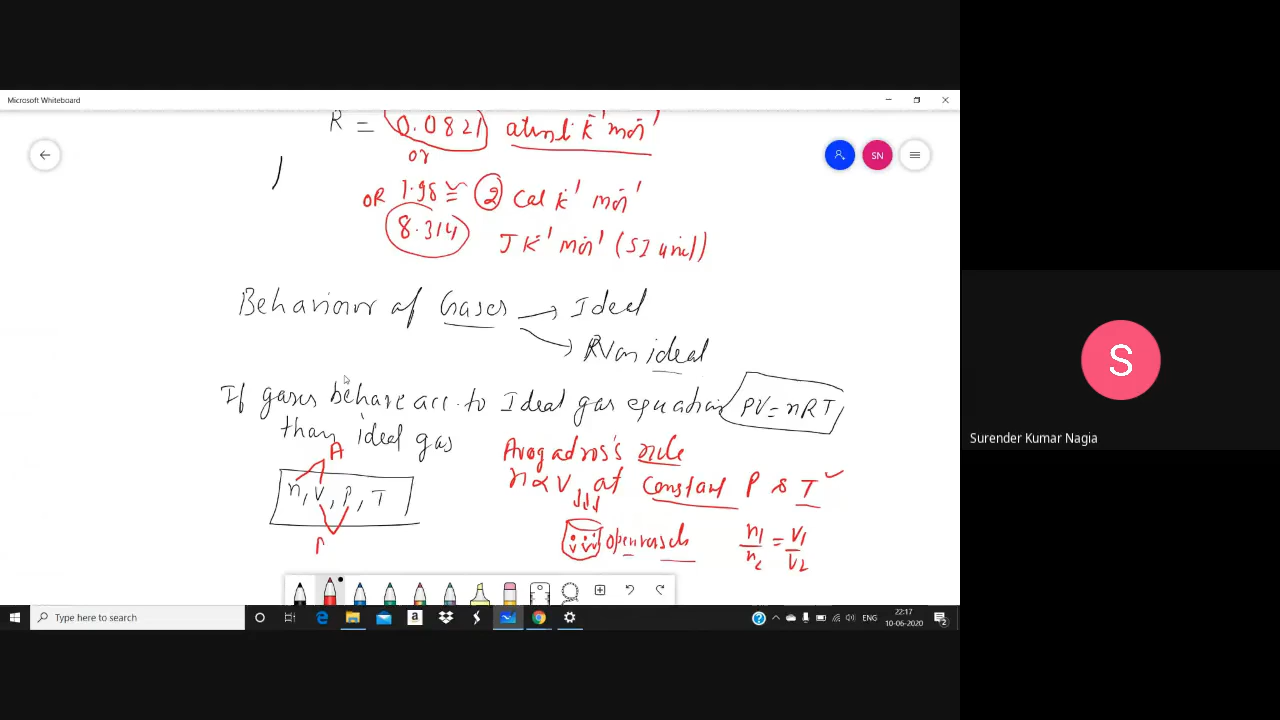 Microsoft Whiteboard
R = 0.0821 atm L K⁻¹ mol⁻¹
or
OR 1.98 ≅ 2 Cal K⁻¹ mol⁻¹
8.314 J K⁻¹ mol⁻¹ (SI unit)
SN
Behaviour of Gases → Ideal
→ Non ideal
If gases behave acc. to Ideal gas equation PV = nRT
than ideal gas
A
n, V, P, T
Avogadros's rule
n ∝ V at Constant P & T
open vessels
n1/n2 = V1/V2
S
Surender Kumar Nagia
Type here to search
ENG
22:17
10-06-2020
2